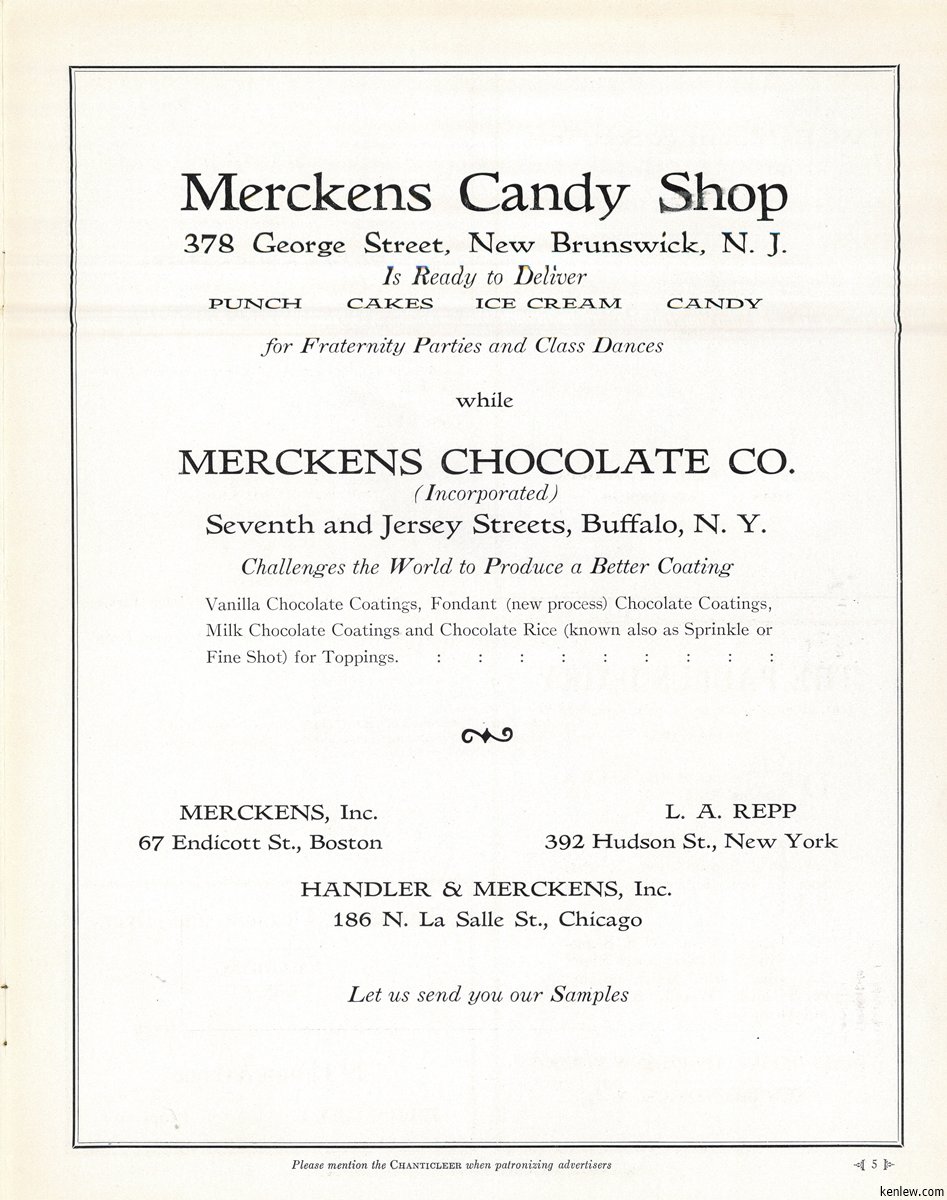 Merckens Candy Shop
378 George Street, New Brunswick, N. J.
Is Ready to Deliver
PUNCH CAKES ICE CREAM CANDY
for Fraternity Parties and Class Dances
while
MERCKENS CHOCOLATE CO.
(Incorporated)
Seventh and Jersey Streets, Buffalo, N. Y.
Challenges the World to Produce a Better Coating
Vanilla Chocolate Coatings, Fondant (new process) Chocolate Coatings,
Milk Chocolate Coatings and Chocolate Rice (known also as Sprinkle or
Fine Shot) for Toppings. : : : : : : : : :
MERCKENS, Inc.
67 Endicott St., Boston
L. A. REPP
392 Hudson St., New York
HANDLER & MERCKENS, Inc.
186 N. La Salle St., Chicago
Let us send you our Samples
Please mention the CHANTICLEER when patronizing advertisers
5
kenlew.com